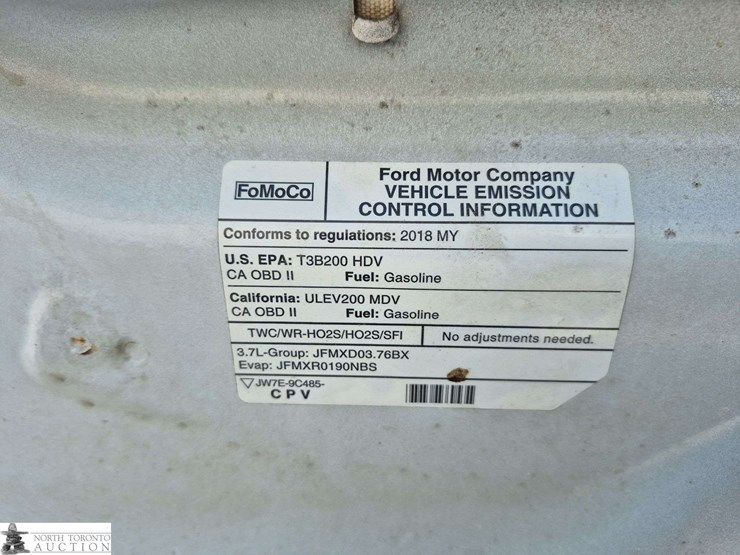 FoMoCo
Ford Motor Company
VEHICLE EMISSION
CONTROL INFORMATION
Conforms to regulations: 2018 MY
U.S. EPA: T3B200 HDV
CA OBD II Fuel: Gasoline
California: ULEV200 MDV
CA OBD II Fuel: Gasoline
TWC/WR-HO2S/HO2S/SFI No adjustments needed.
3.7L-Group: JFMXD03.76BX
Evap: JFMXR0190NBS
JW7E-9C485-
CPV
NORTH TORONTO
AUCTION